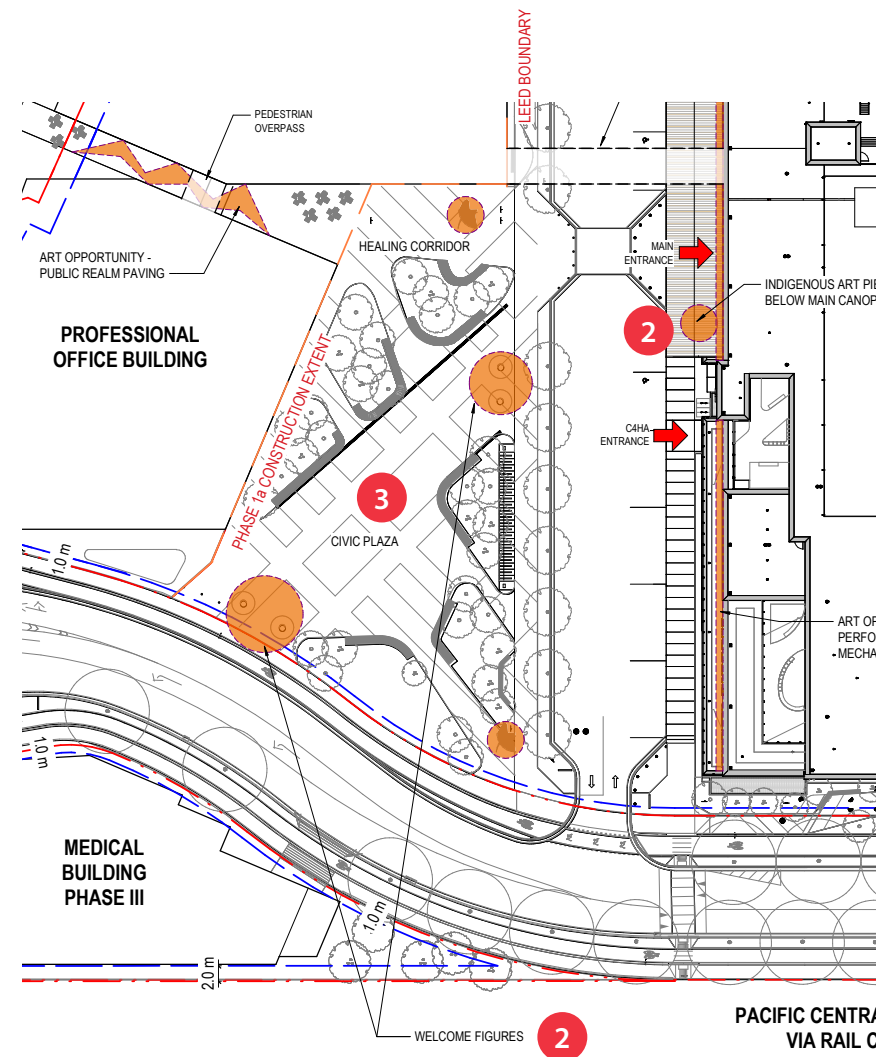 LEED BOUNDARY
PEDESTRIAN
OVERPASS
HEALING CORRIDOR
MAIN
ENTRANCE
ART OPPORTUNITY -
PUBLIC REALM PAVING
INDIGENOUS ART PIE
BELOW MAIN CANOP
PROFESSIONAL
OFFICE BUILDING
2
PHASE 1a CONSTRUCTION EXTENT
C4HA
ENTRANCE
3
CIVIC PLAZA
1.0 m
ART OP
PERFO
MECHA
1.0 m
MEDICAL
BUILDING
PHASE III
1.0 m
2.0 m
PACIFIC CENTRA
VIA RAIL C
WELCOME FIGURES
2